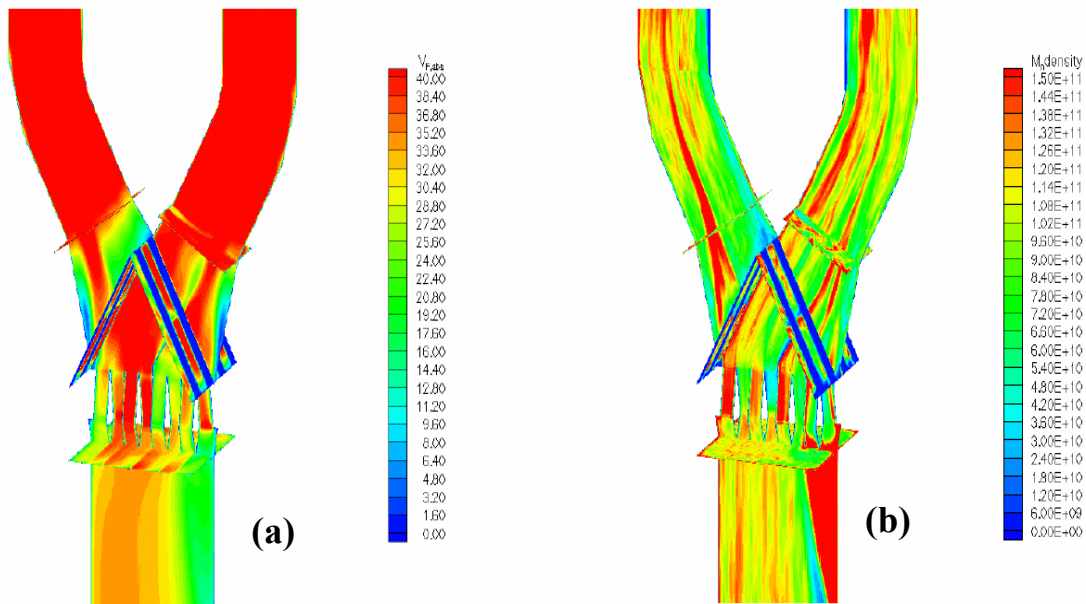 V_F,abs
40.00
38.40
36.80
35.20
33.60
32.00
30.40
28.80
27.20
25.60
24.00
22.40
20.80
19.20
17.60
16.00
14.40
12.80
11.20
9.60
8.00
6.40
4.80
3.20
1.60
0.00
(a)
M_n density
1.50E+11
1.44E+11
1.38E+11
1.32E+11
1.26E+11
1.20E+11
1.14E+11
1.08E+11
1.02E+11
9.60E+10
9.00E+10
8.40E+10
7.80E+10
7.20E+10
6.60E+10
6.00E+10
5.40E+10
4.80E+10
4.20E+10
3.60E+10
3.00E+10
2.40E+10
1.80E+10
1.20E+10
6.00E+09
0.00E+00
(b)